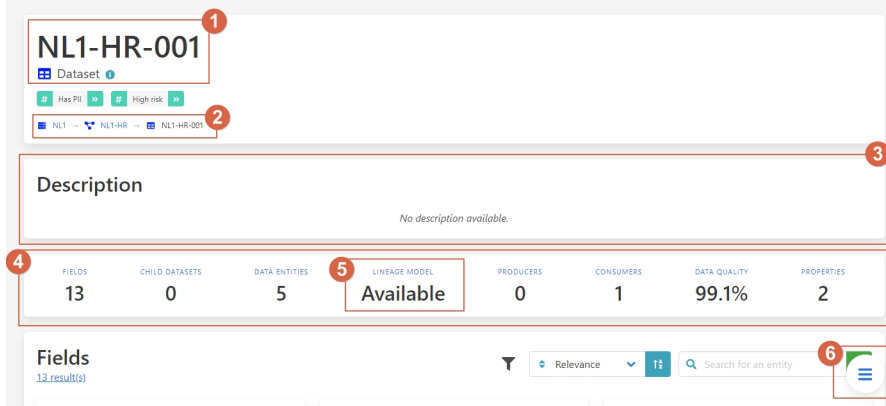 1
NL1-HR-001
Dataset
# Has PII » # High risk »
NL1 → NL1-HR → NL1-HR-001
2
3
Description
No description available.
4
5
FIELDS CHILD DATASETS DATA ENTITIES LINEAGE MODEL PRODUCERS CONSUMERS DATA QUALITY PROPERTIES
13 0 5 Available 0 1 99.1% 2
6
Fields
13 result(s)
Relevance
Search for an entity